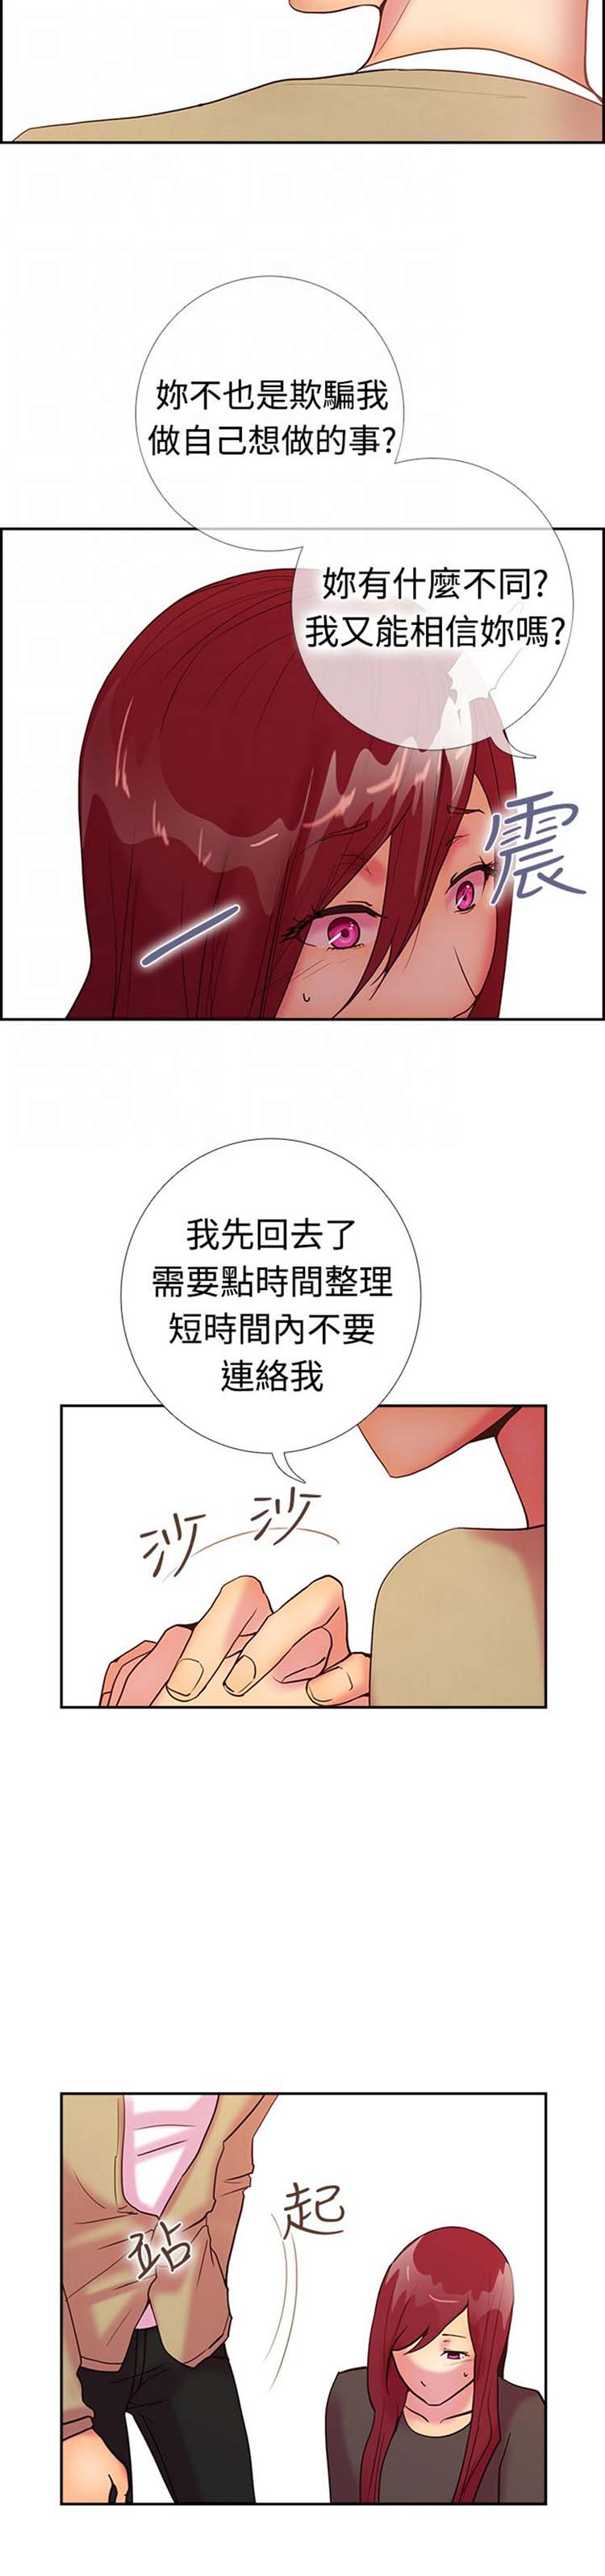 妳不也是欺騙我
做自己想做的事?
妳有什麼不同?
我又能相信妳嗎?
一震
我先回去了
需要點時間整理
短時間內不要
連絡我
沙沙
站起